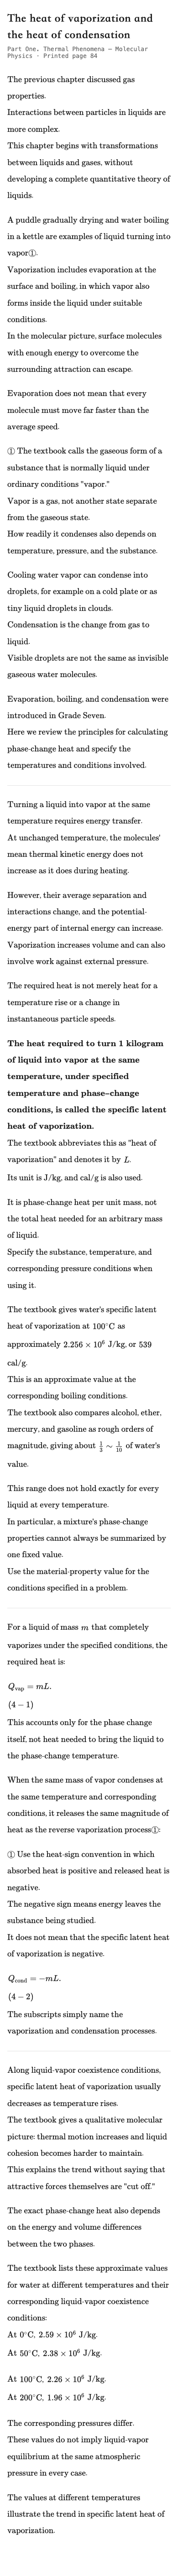 The heat of vaporization and
the heat of condensation
Part One. Thermal Phenomena — Molecular
Physics · Printed page 84
The previous chapter discussed gas
properties.
Interactions between particles in liquids are
more complex.
This chapter begins with transformations
between liquids and gases, without
developing a complete quantitative theory of
liquids.
A puddle gradually drying and water boiling
in a kettle are examples of liquid turning into
vapor①.
Vaporization includes evaporation at the
surface and boiling, in which vapor also
forms inside the liquid under suitable
conditions.
In the molecular picture, surface molecules
with enough energy to overcome the
surrounding attraction can escape.
Evaporation does not mean that every
molecule must move far faster than the
average speed.
① The textbook calls the gaseous form of a
substance that is normally liquid under
ordinary conditions "vapor."
Vapor is a gas, not another state separate
from the gaseous state.
How readily it condenses also depends on
temperature, pressure, and the substance.
Cooling water vapor can condense into
droplets, for example on a cold plate or as
tiny liquid droplets in clouds.
Condensation is the change from gas to
liquid.
Visible droplets are not the same as invisible
gaseous water molecules.
Evaporation, boiling, and condensation were
introduced in Grade Seven.
Here we review the principles for calculating
phase-change heat and specify the
temperatures and conditions involved.
Turning a liquid into vapor at the same
temperature requires energy transfer.
At unchanged temperature, the molecules'
mean thermal kinetic energy does not
increase as it does during heating.
However, their average separation and
interactions change, and the potential-
energy part of internal energy can increase.
Vaporization increases volume and can also
involve work against external pressure.
The required heat is not merely heat for a
temperature rise or a change in
instantaneous particle speeds.
The heat required to turn 1 kilogram
of liquid into vapor at the same
temperature, under specified
temperature and phase-change
conditions, is called the specific latent
heat of vaporization.
The textbook abbreviates this as "heat of
vaporization" and denotes it by L.
Its unit is J/kg, and cal/g is also used.
It is phase-change heat per unit mass, not
the total heat needed for an arbitrary mass
of liquid.
Specify the substance, temperature, and
corresponding pressure conditions when
using it.
The textbook gives water's specific latent
heat of vaporization at 100°C as
approximately 2.256 × 10⁶ J/kg, or 539
cal/g.
This is an approximate value at the
corresponding boiling conditions.
The textbook also compares alcohol, ether,
mercury, and gasoline as rough orders of
magnitude, giving about 1/3 ∼ 1/10 of water's
value.
This range does not hold exactly for every
liquid at every temperature.
In particular, a mixture's phase-change
properties cannot always be summarized by
one fixed value.
Use the material-property value for the
conditions specified in a problem.
For a liquid of mass m that completely
vaporizes under the specified conditions, the
required heat is:
Q_vap = mL.
(4 − 1)
This accounts only for the phase change
itself, not heat needed to bring the liquid to
the phase-change temperature.
When the same mass of vapor condenses at
the same temperature and corresponding
conditions, it releases the same magnitude of
heat as the reverse vaporization process①:
① Use the heat-sign convention in which
absorbed heat is positive and released heat is
negative.
The negative sign means energy leaves the
substance being studied.
It does not mean that the specific latent heat
of vaporization is negative.
Q_cond = −mL.
(4 − 2)
The subscripts simply name the
vaporization and condensation processes.
Along liquid-vapor coexistence conditions,
specific latent heat of vaporization usually
decreases as temperature rises.
The textbook gives a qualitative molecular
picture: thermal motion increases and liquid
cohesion becomes harder to maintain.
This explains the trend without saying that
attractive forces themselves are "cut off."
The exact phase-change heat also depends
on the energy and volume differences
between the two phases.
The textbook lists these approximate values
for water at different temperatures and their
corresponding liquid-vapor coexistence
conditions:
At 0°C, 2.59 × 10⁶ J/kg.
At 50°C, 2.38 × 10⁶ J/kg.
At 100°C, 2.26 × 10⁶ J/kg.
At 200°C, 1.96 × 10⁶ J/kg.
The corresponding pressures differ.
These values do not imply liquid-vapor
equilibrium at the same atmospheric
pressure in every case.
The values at different temperatures
illustrate the trend in specific latent heat of
vaporization.